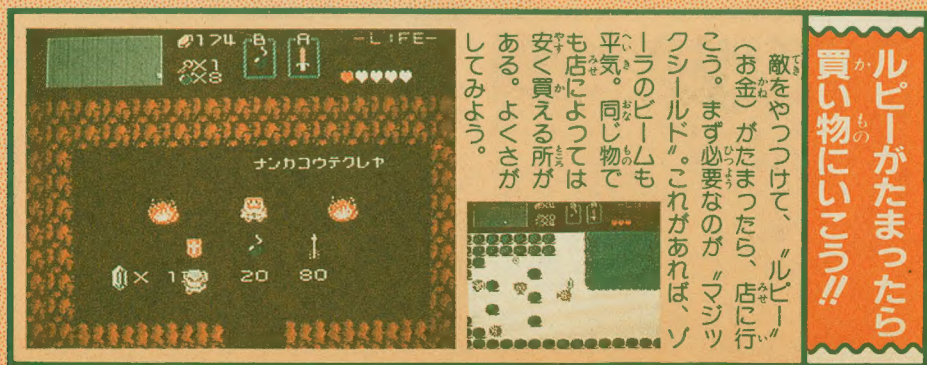 ルピーがたまったら
買い物にいこう!!
敵をやっつけて、〝ルピー〟
(お金)がたまったら、店に行
こう。まず必要なのが〝マジッ
クシールド〟。これがあれば、ゾ
ーラのビームも
平気。同じ物で
も店によっては
安く買える所が
ある。よくさが
してみよう。
174
X1
X8
B
A
-LIFE-
ナンカコウテクレヤ
X
20
80